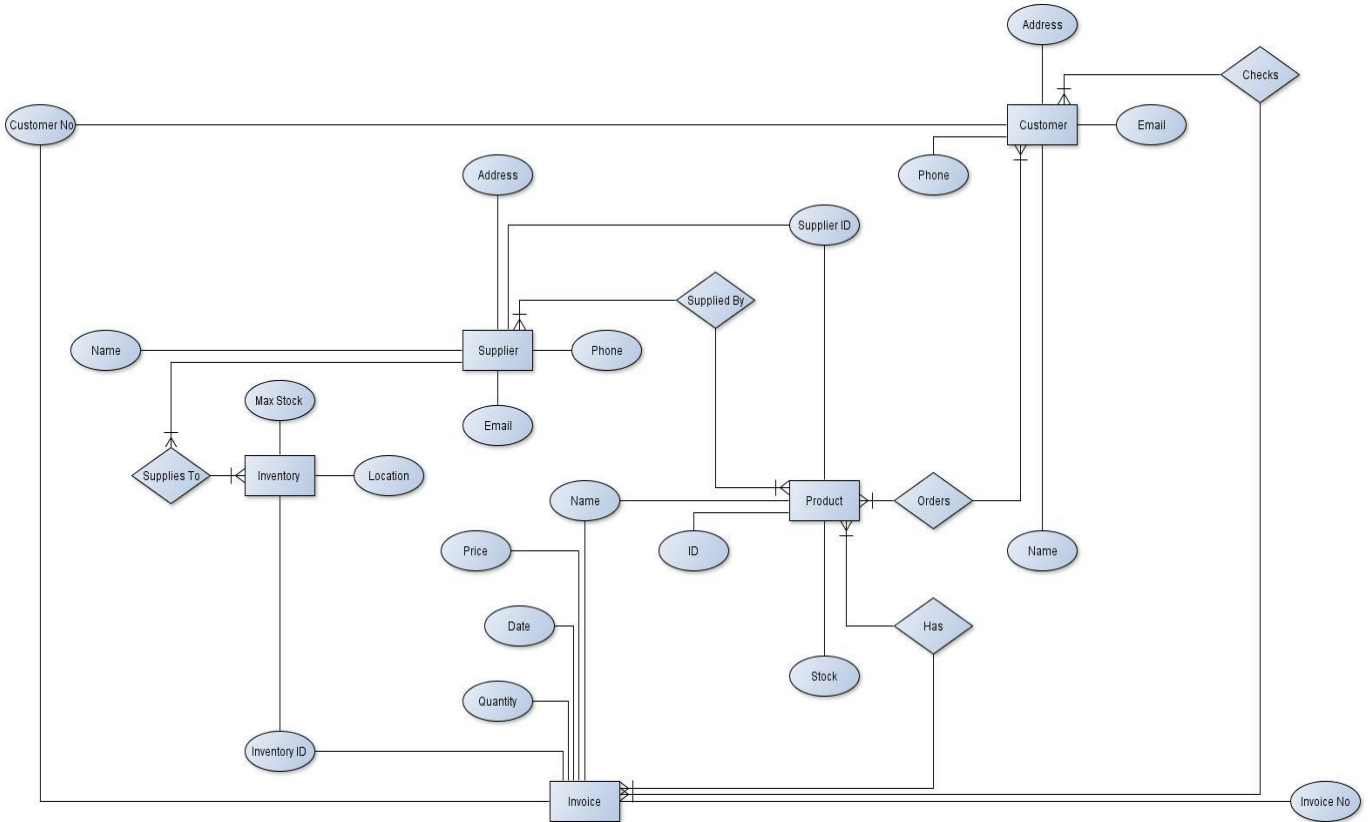 Address
Checks
Customer No
Customer
Email
Address
Phone
Supplier ID
Supplied By
Name
Supplier
Phone
Max Stock
Email
Supplies To
Inventory
Location
Name
Product
Orders
Price
ID
Name
Date
Has
Stock
Quantity
Inventory ID
Invoice
Invoice No